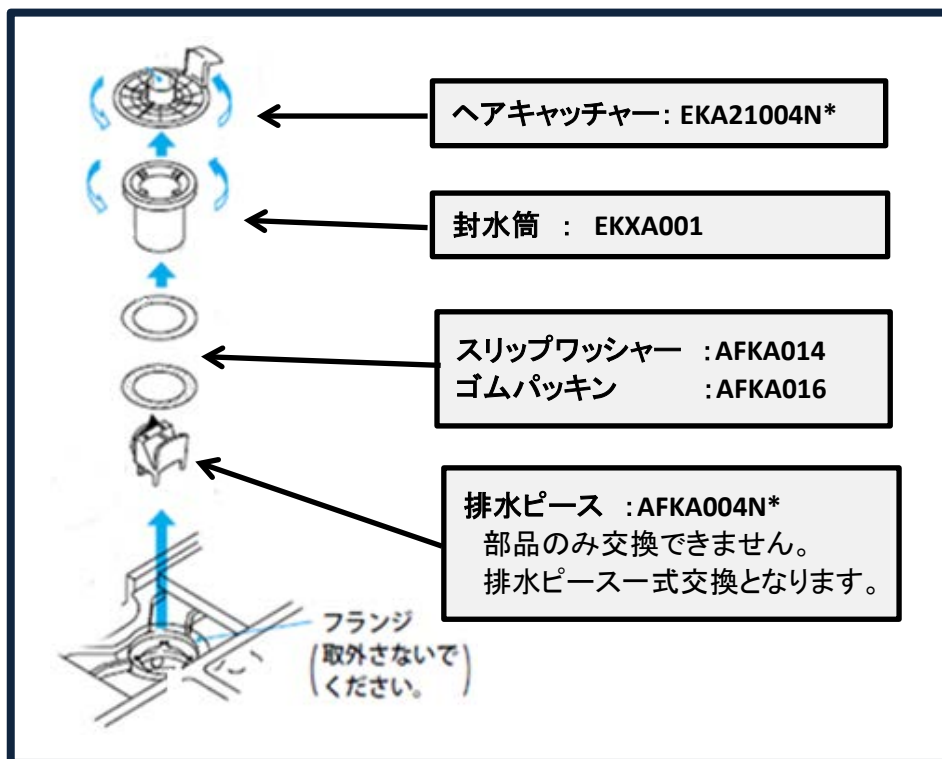 ヘアキャッチャー：EKA21004N*
封水筒 ： EKXA001
スリップワッシャー ：AFKA014
ゴムパッキン ：AFKA016
排水ピース ：AFKA004N*
部品のみ交換できません。
排水ピース一式交換となります。
フランジ
(取外さないで
ください。)